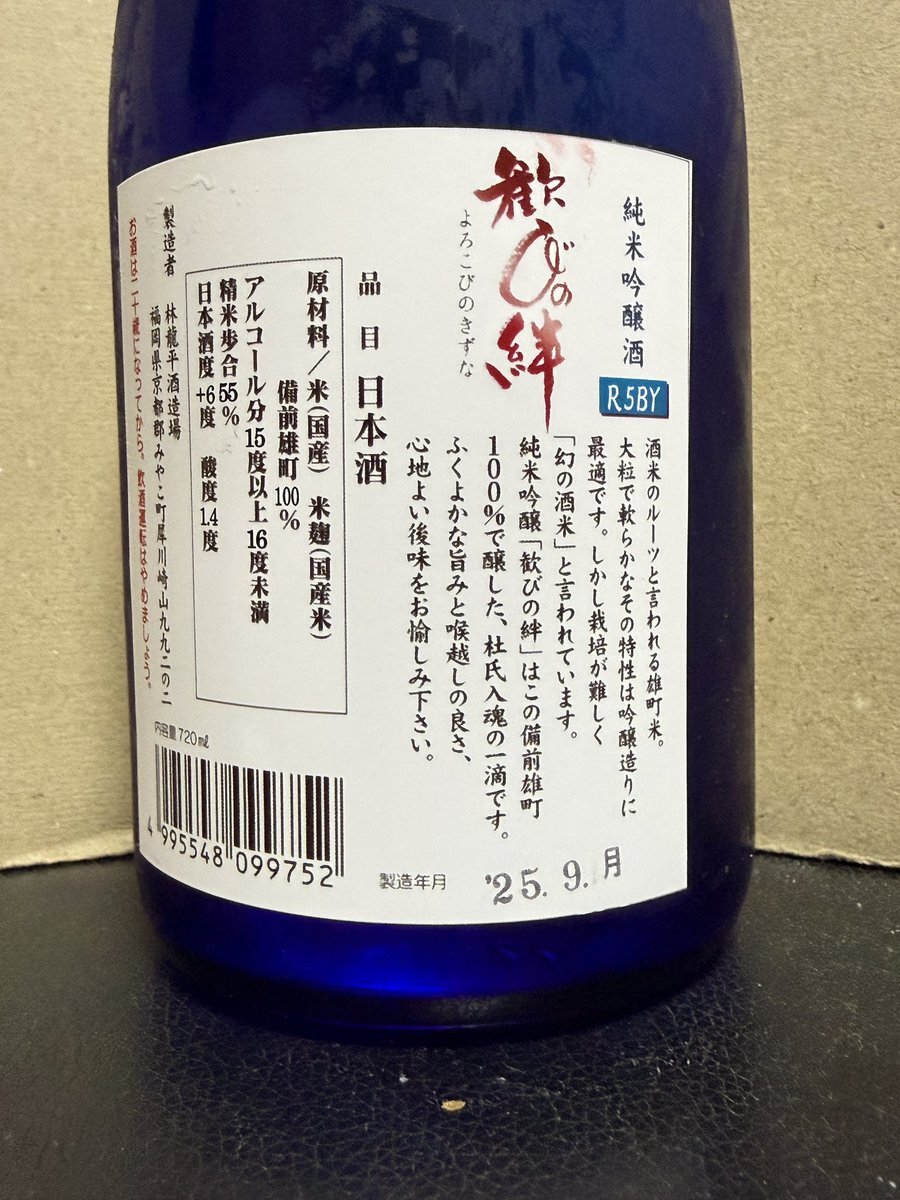 純米吟醸酒
R5BY
歓びの絆
よろこびのきずな
酒米のルーツと言われる雄町米。
大粒で軟らかなその特性は吟醸造りに
最適です。しかし栽培が難しく
「幻の酒米」と言われています。
純米吟醸「歓びの絆」はこの備前雄町
100%で醸した、杜氏入魂の一滴です。
ふくよかな旨みと喉越しの良さ、
心地よい後味をお愉しみ下さい。
品目 日本酒
原材料/米(国産) 米麹(国産米)
備前雄町100%
アルコール分15度以上16度未満
精米歩合55%
日本酒度+6度 酸度1.4度
製造者 林龍平酒造場
福岡県京都郡みやこ町犀川崎山九九二の二
お酒は二十歳になってから。飲酒運転はやめましょう。
内容量720ml
4 995548 099752
製造年月 '25.9.月